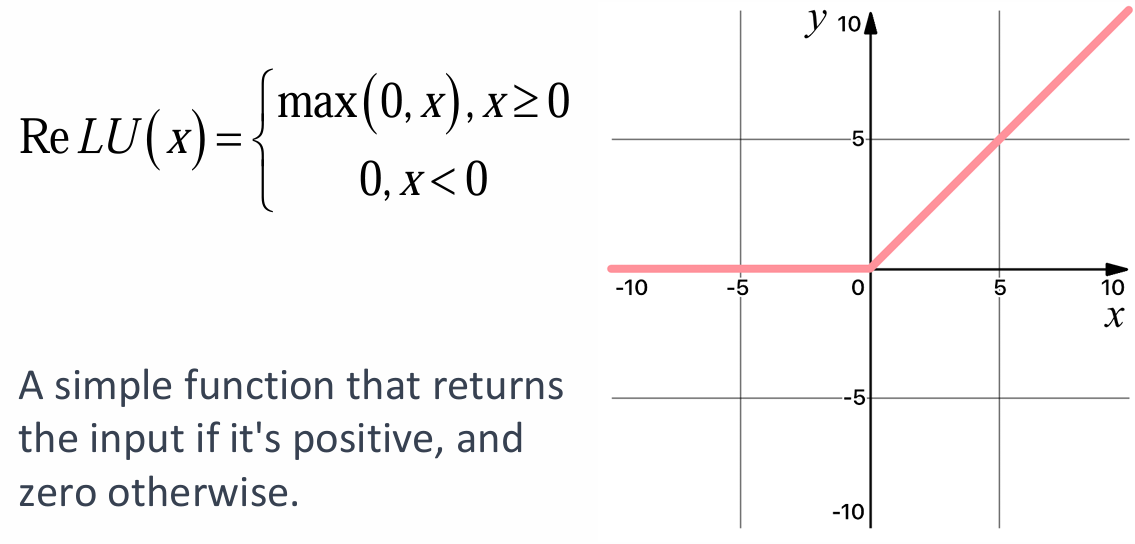 ReLU(x) = { max(0, x), x ≥ 0
0, x < 0
A simple function that returns
the input if it's positive, and
zero otherwise.
y
10
5
-10 -5 0 5 10
x
-5
-10